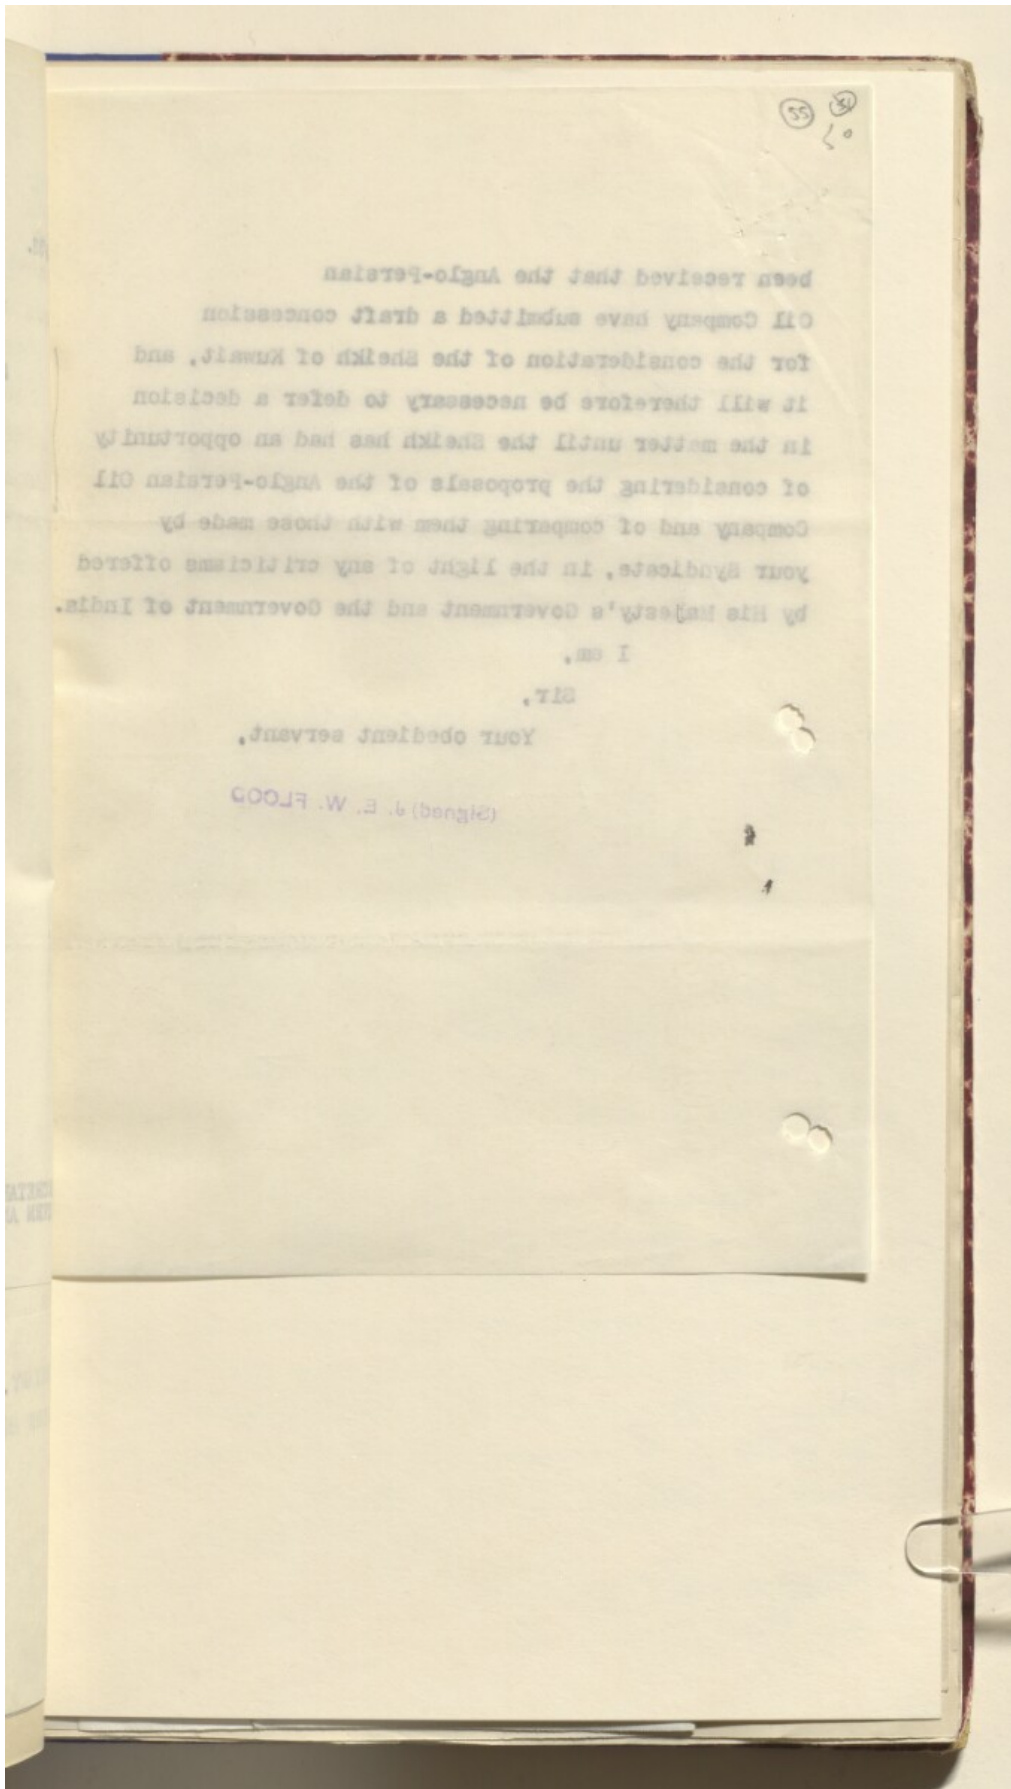 55
51
50
been received that the Anglo-Persian
Oil Company have submitted a draft concession
for the consideration of the Sheikh of Kuwait, and
it will therefore be necessary to defer a decision
in the matter until the Sheikh has had an opportunity
of considering the proposals of the Anglo-Persian Oil
Company and of comparing them with those made by
your Syndicate, in the light of any criticisms offered
by His Majesty's Government and the Government of India.
I am,
Sir,
Your obedient servant,
(Signed) J. E. W. FLOOD